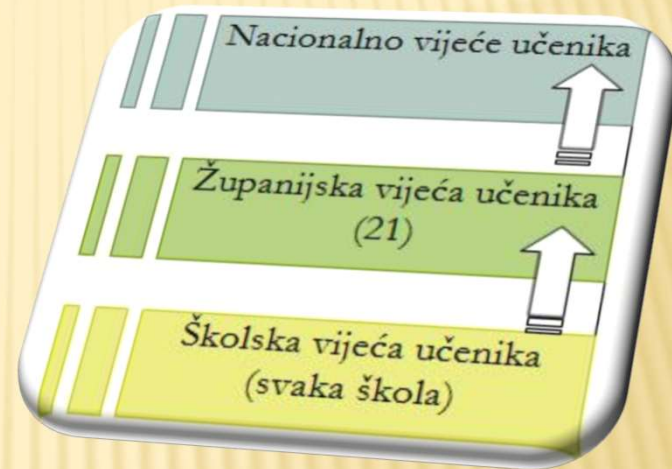 Nacionalno vijeće učenika
Županijska vijeća učenika
(21)
Školska vijeća učenika
(svaka škola)